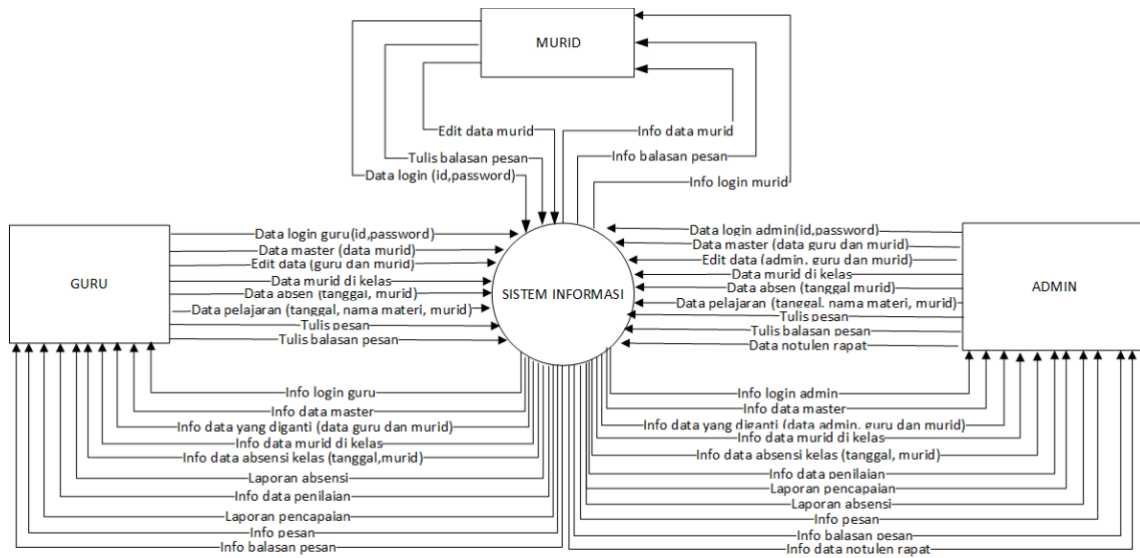 MURID
Edit data murid
Info data murid
Tulis balasan pesan
Info balasan pesan
Data login (id,password)
Info login murid
GURU
Data login guru(id,password)
Data master (data murid)
Edit data (guru dan murid)
Data murid di kelas
Data absen (tanggal, murid)
Data pelajaran (tanggal, nama materi, murid)
Tulis pesan
Tulis balasan pesan
SISTEM INFORMASI
Data login admin(id,password)
Data master (data guru dan murid)
Edit data (admin, guru dan murid)
Data murid di kelas
Data absen (tanggal murid)
Data pelajaran (tanggal, nama materi, murid)
Tulis pesan
Tulis balasan pesan
Data notulen rapat
ADMIN
Info login guru
Info data master
Info data yang diganti (data guru dan murid)
Info data murid di kelas
Info data absensi kelas (tanggal,murid)
Laporan absensi
Info data penilaian
Laporan pencapaian
Info pesan
Info balasan pesan
Info login admin
Info data master
Info data yang diganti (data admin, guru dan murid)
Info data murid di kelas
Info data absensi kelas (tanggal, murid)
Info data penilaian
Laporan pencapaian
Laporan absensi
Info pesan
Info balasan pesan
Info data notulen rapat